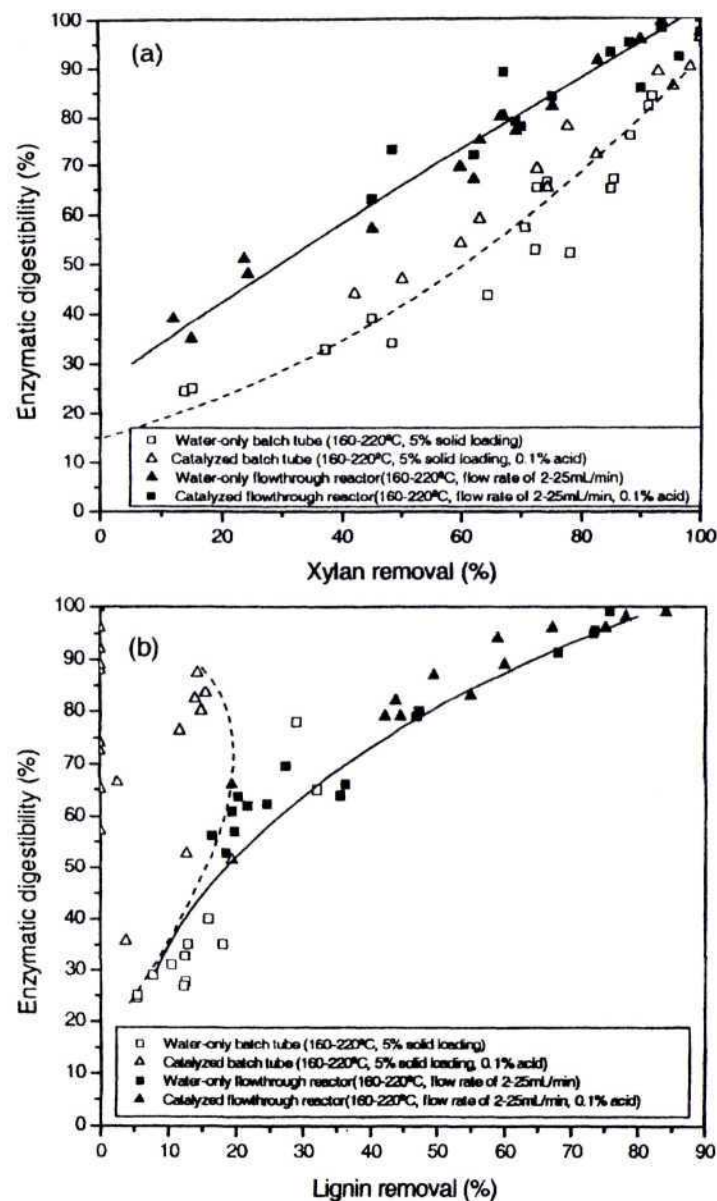 (a)
Enzymatic digestibility (%)
100
90
80
70
60
50
40
30
20
10
0
□ Water-only batch tube (160-220ºC, 5% solid loading)
△ Catalyzed batch tube (160-220ºC, 5% solid loading, 0.1% acid)
▲ Water-only flowthrough reactor(160-220ºC, flow rate of 2-25mL/min)
■ Catalyzed flowthrough reactor(160-220ºC, flow rate of 2-25mL/min, 0.1% acid)
0 20 40 60 80 100
Xylan removal (%)
(b)
Enzymatic digestibility (%)
100
90
80
70
60
50
40
30
20
10
0
□ Water-only batch tube (160-220ºC, 5% solid loading)
△ Catalyzed batch tube (160-220ºC, 5% solid loading, 0.1% acid)
■ Water-only flowthrough reactor(160-220ºC, flow rate of 2-25mL/min)
▲ Catalyzed flowthrough reactor(160-220ºC, flow rate of 2-25mL/min, 0.1% acid)
0 10 20 30 40 50 60 70 80 90
Lignin removal (%)